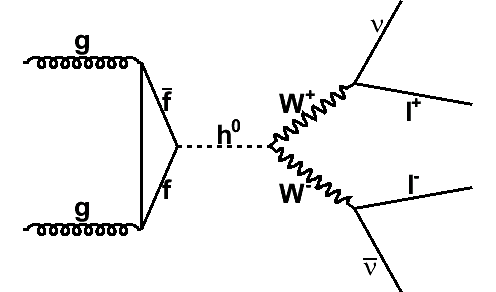 g
f̄
g
f
h⁰
W⁺
W⁻
ν
l⁺
l⁻
ν̄